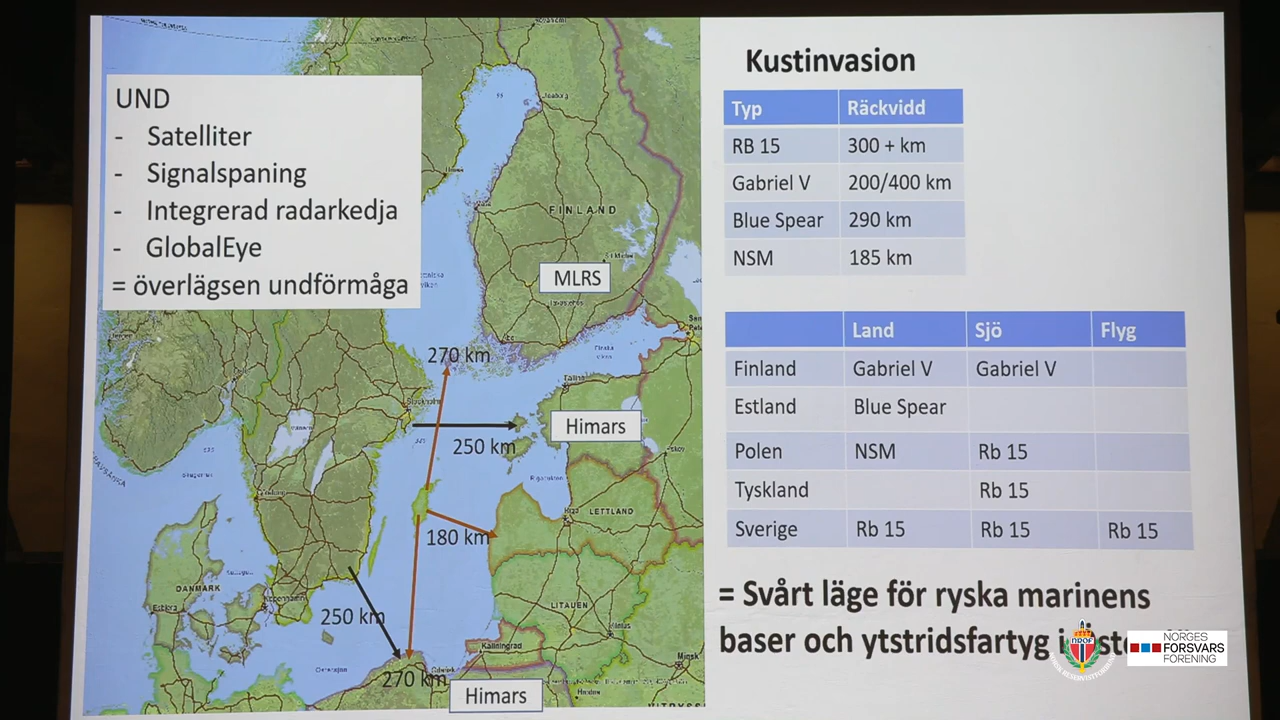 UND
- Satelliter
- Signalspaning
- Integrerad radarkedja
- GlobalEye
= överlägsen undförmåga
FINLAND
MLRS
270 km
Himars
250 km
180 km
LETTLAND
DANMARK
LITAUEN
250 km
Kaliningrad
270 km
Himars
Minsk
Kustinvasion
Typ Räckvidd
RB 15 300 + km
Gabriel V 200/400 km
Blue Spear 290 km
NSM 185 km
Land Sjö Flyg
Finland Gabriel V Gabriel V
Estland Blue Spear
Polen NSM Rb 15
Tyskland Rb 15
Sverige Rb 15 Rb 15 Rb 15
= Svårt läge för ryska marinens
baser och ytstridsfartyg
NROF
NORGES
FORSVARS
FORENING